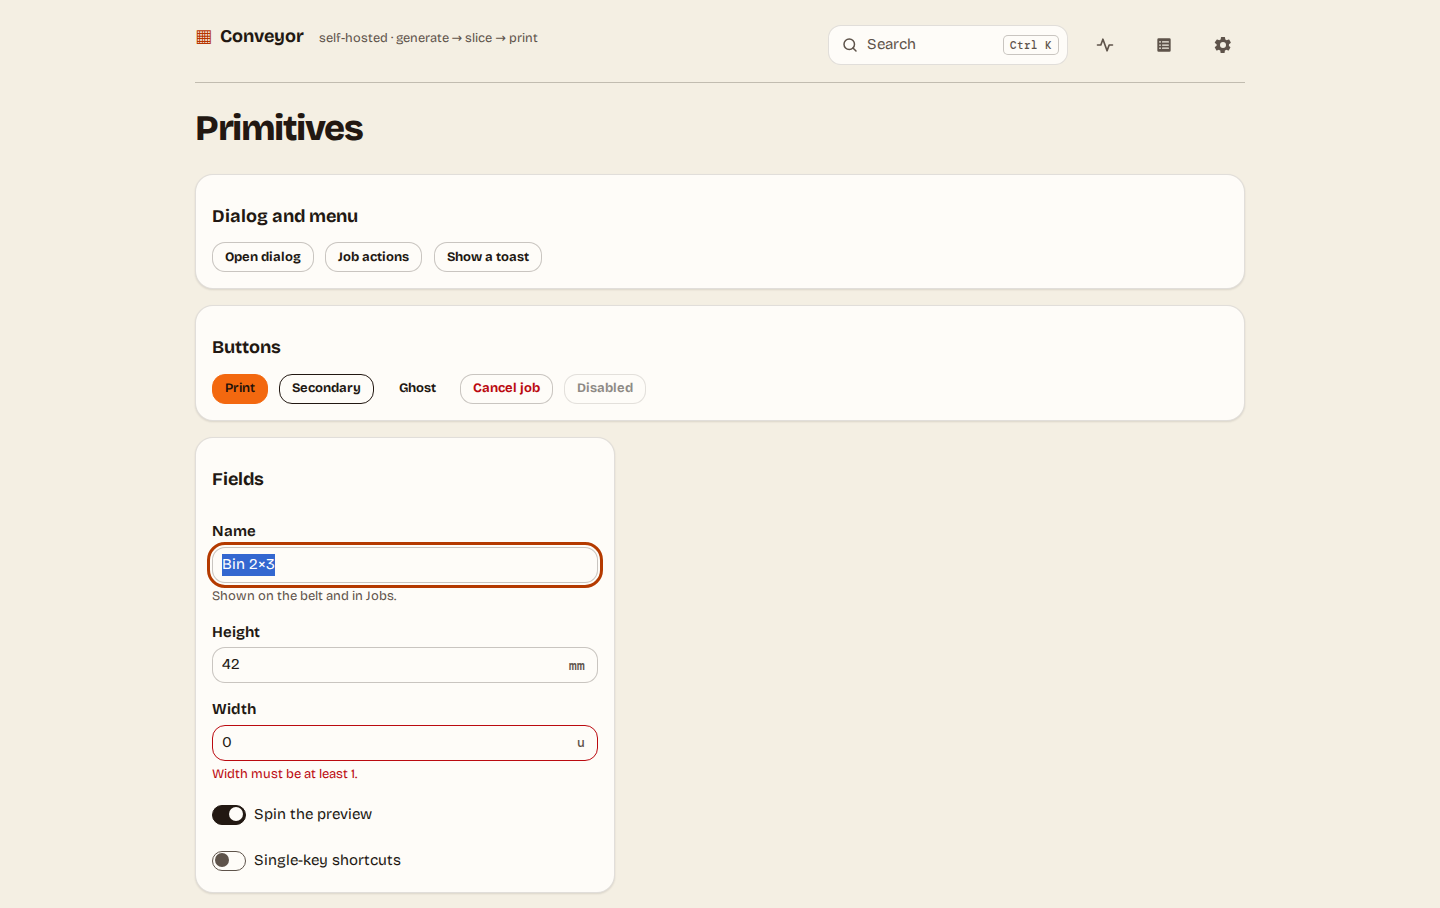 Conveyor self-hosted · generate → slice → print
Search Ctrl K
Primitives
Dialog and menu
Open dialog Job actions Show a toast
Buttons
Print Secondary Ghost Cancel job Disabled
Fields
Name
Bin 2×3
Shown on the belt and in Jobs.
Height
42 mm
Width
0 u
Width must be at least 1.
Spin the preview
Single-key shortcuts